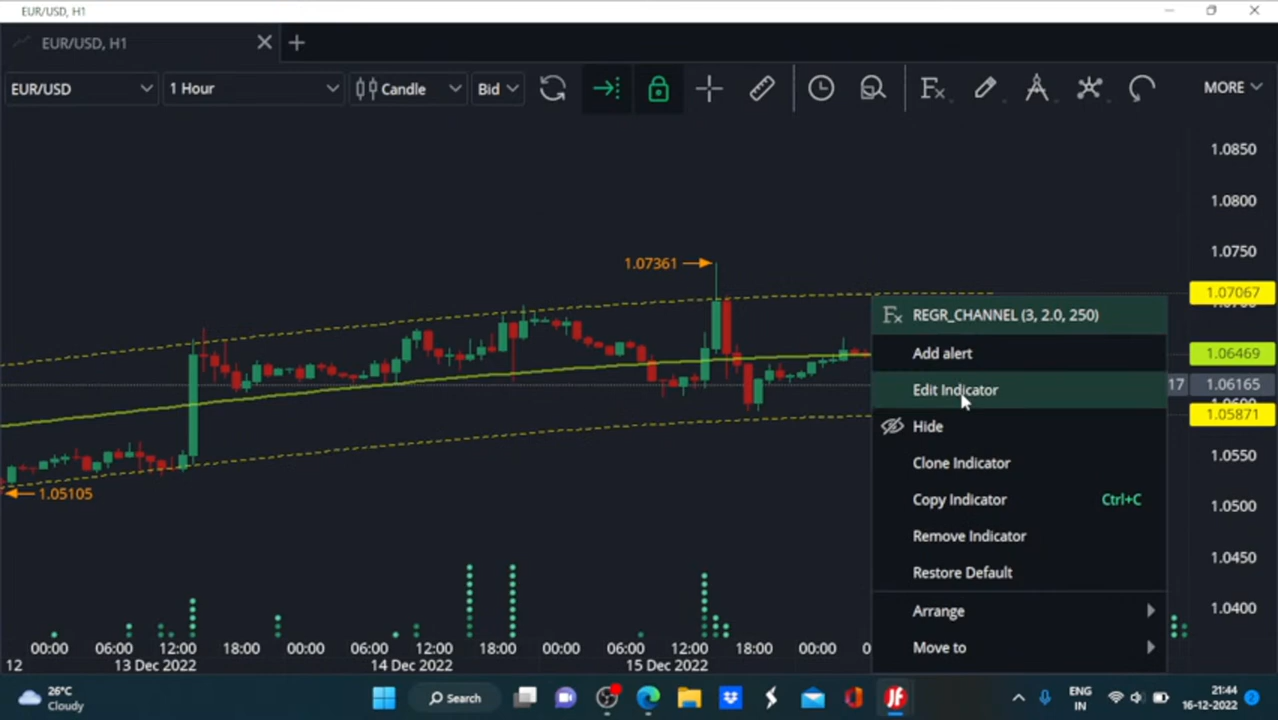 EUR/USD, H1
EUR/USD, H1
EUR/USD 1 Hour Candle Bid MORE
1.0850
1.0800
1.0750
1.07361
1.07067
REGR_CHANNEL (3, 2.0, 250)
Add alert
1.06469
Edit Indicator
17 1.06165
1.05871
Hide
1.0550
Clone Indicator
1.05105
Copy Indicator Ctrl+C
1.0500
Remove Indicator
1.0450
Restore Default
Arrange
1.0400
Move to
00:00 06:00 12:00 18:00 00:00 06:00 12:00 18:00 00:00 06:00 12:00 18:00 00:00
12 13 Dec 2022 14 Dec 2022 15 Dec 2022
26°C
Cloudy
Search
ENG
IN
21:44
16-12-2022
2